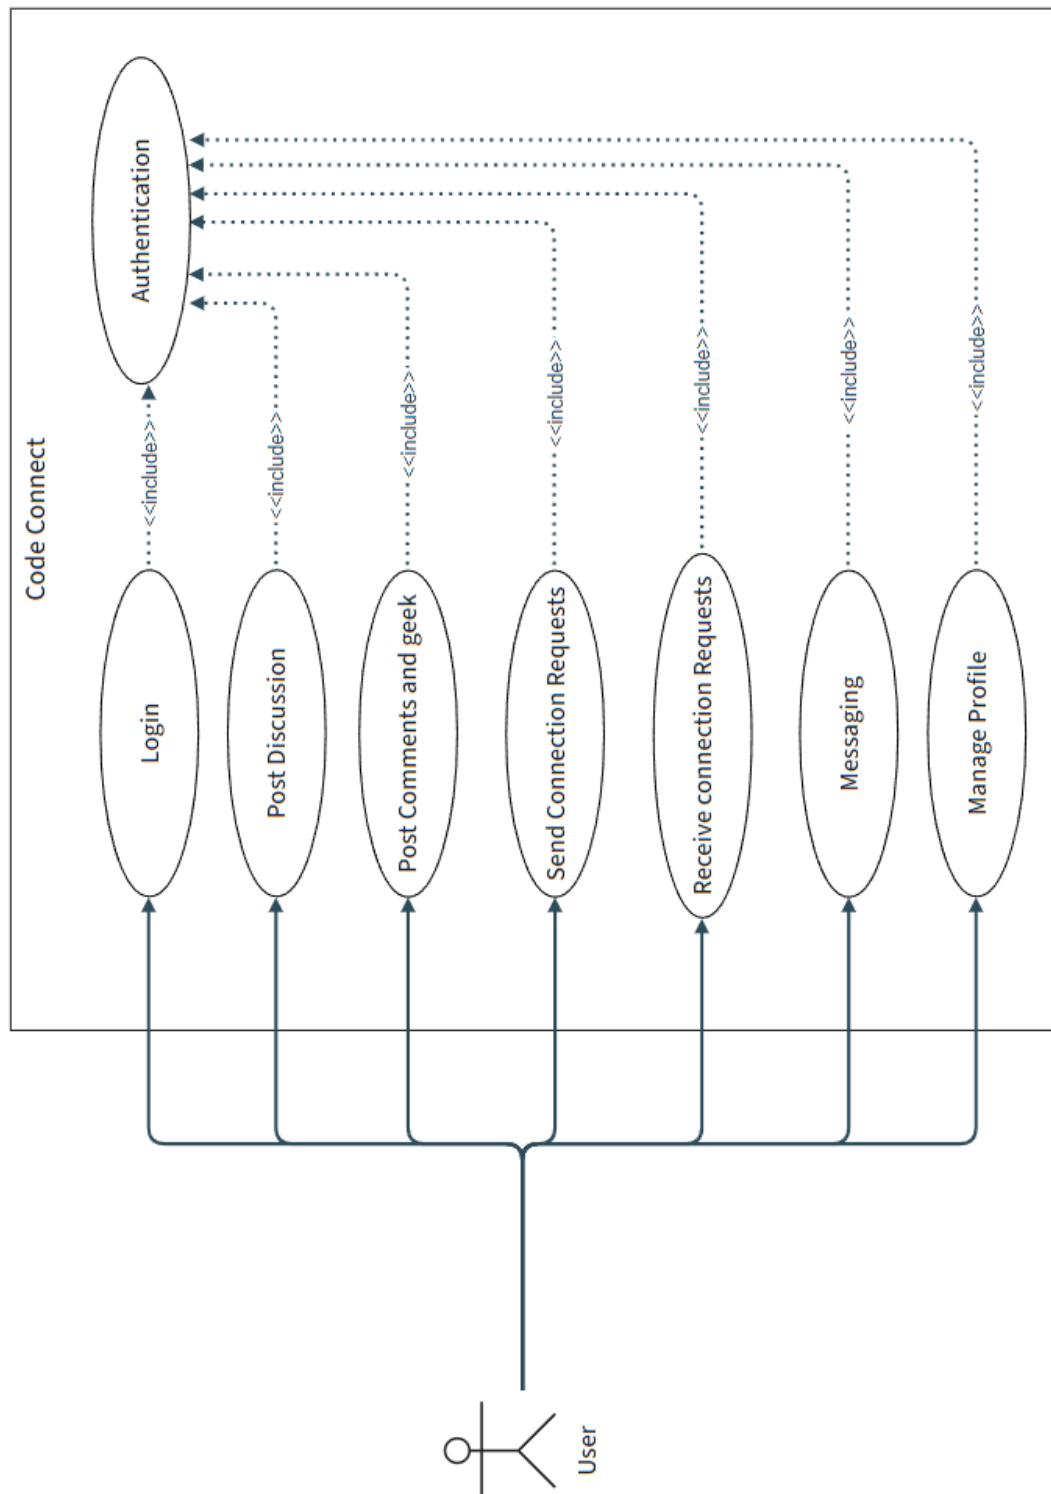 Code Connect
User
Login
<<include>>
Authentication
Post Discussion
<<include>>
Post Comments and geek
<<include>>
Send Connection Requests
<<include>>
Receive connection Requests
<<include>>
Messaging
<<include>>
Manage Profile
<<include>>